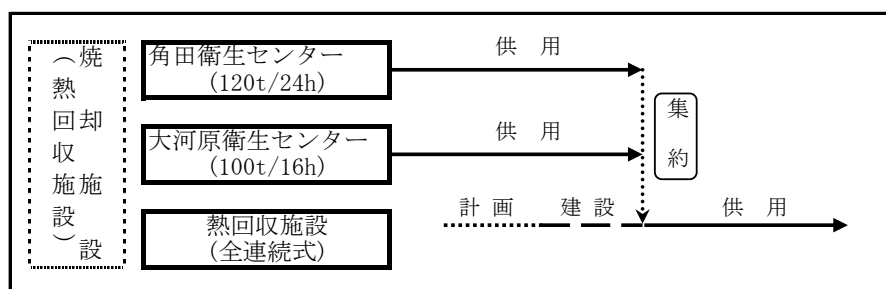 焼却施設
（熱回収施設）
角田衛生センター
(120t/24h)
供 用
大河原衛生センター
(100t/16h)
供 用
集約
熱回収施設
(全連続式)
計 画 建 設 供 用